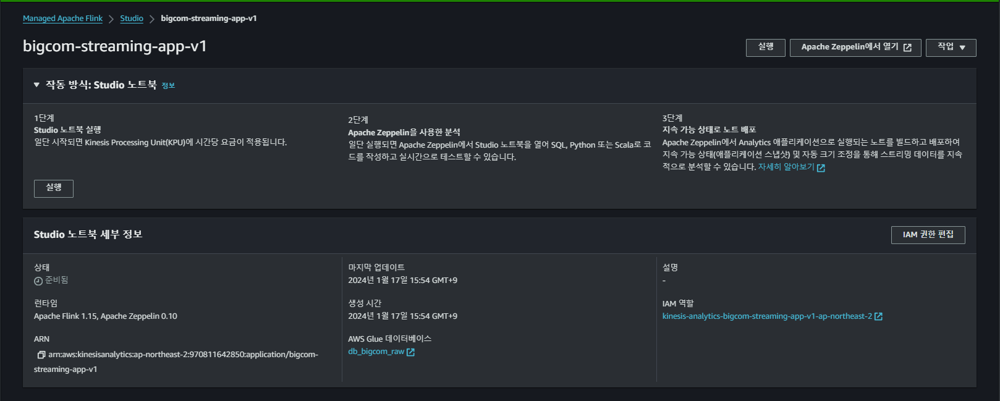 Managed Apache Flink > Studio > bigcom-streaming-app-v1
bigcom-streaming-app-v1
실행
Apache Zeppelin에서 열기
작업 ▼
▼ 작동 방식: Studio 노트북 정보
1단계
Studio 노트북 실행
일단 시작되면 Kinesis Processing Unit(KPU)에 시간당 요금이 적용됩니다.
실행
2단계
Apache Zeppelin을 사용한 분석
일단 실행되면 Apache Zeppelin에서 Studio 노트북을 열어 SQL, Python 또는 Scala로 코
드를 작성하고 실시간으로 테스트할 수 있습니다.
3단계
지속 가능 상태로 노트 배포
Apache Zeppelin에서 Analytics 애플리케이션으로 실행되는 노트를 빌드하고 배포하여
지속 가능 상태(애플리케이션 스냅샷) 및 자동 크기 조정을 통해 스트리밍 데이터를 지속
적으로 분석할 수 있습니다. 자세히 알아보기
Studio 노트북 세부 정보
IAM 권한 편집
상태
준비됨
런타임
Apache Flink 1.15, Apache Zeppelin 0.10
ARN
arn:aws:kinesisanalytics:ap-northeast-2:970811642850:application/bigcom-
streaming-app-v1
마지막 업데이트
2024년 1월 17일 15:54 GMT+9
생성 시간
2024년 1월 17일 15:54 GMT+9
AWS Glue 데이터베이스
db_bigcom_raw
설명
-
IAM 역할
kinesis-analytics-bigcom-streaming-app-v1-ap-northeast-2